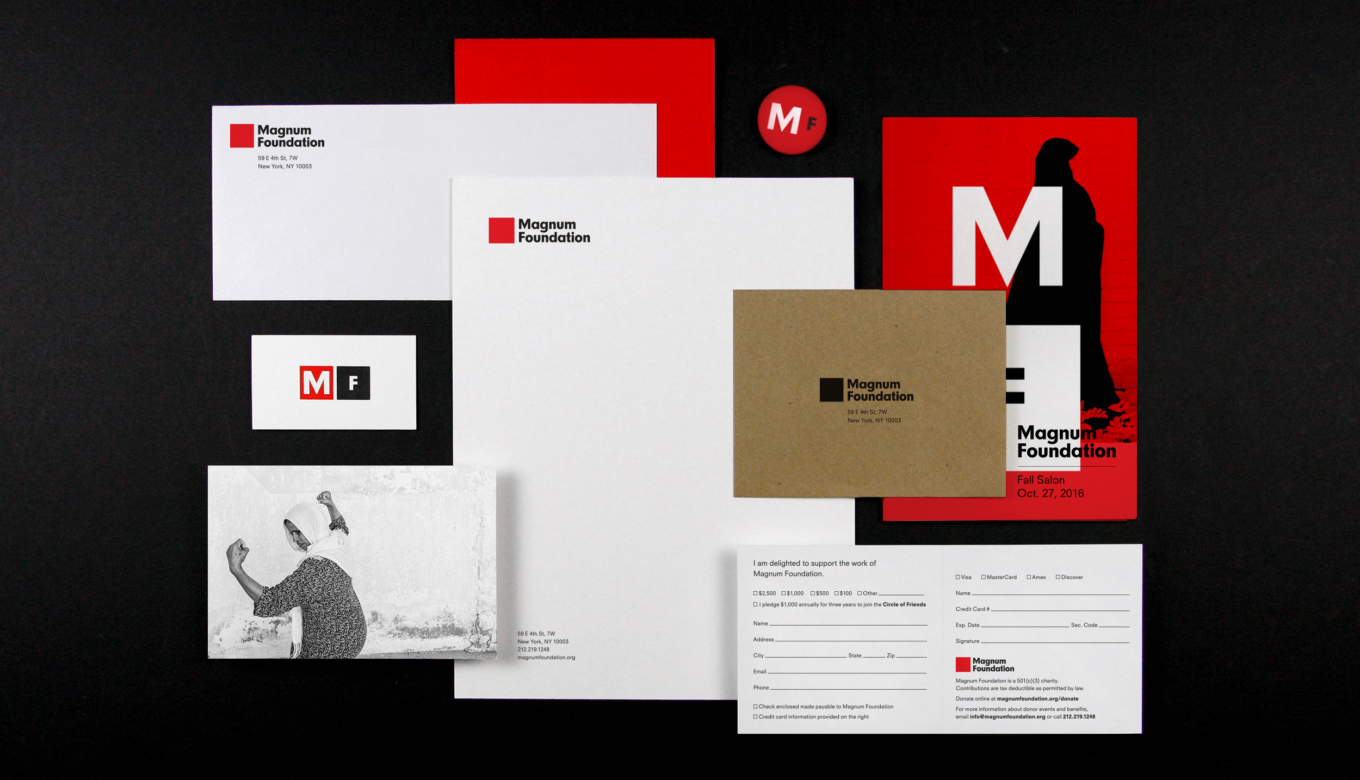 Magnum
Foundation
59 E 4th St, 7W
New York, NY 10003
Magnum
Foundation
59 E 4th St, 7W
New York, NY 10003
212.219.1248
magnumfoundation.org
M F
M F
M
F
Magnum
Foundation
Fall Salon
Oct. 27, 2016
Magnum
Foundation
59 E 4th St, 7W
New York, NY 10003
I am delighted to support the work of
Magnum Foundation.
$2,500 $1,000 $500 $100 Other
I pledge $1,000 annually for three years to join the Circle of Friends
Name
Address
City State Zip
Email
Phone
Check enclosed made payable to Magnum Foundation
Credit card information provided on the right
Visa MasterCard Amex Discover
Name
Credit Card #
Exp. Date Sec. Code
Signature
Magnum
Foundation
Magnum Foundation is a 501(c)(3) charity.
Contributions are tax deductible as permitted by law.
Donate online at magnumfoundation.org/donate
For more information about donor events and benefits,
email info@magnumfoundation.org or call 212.219.1248